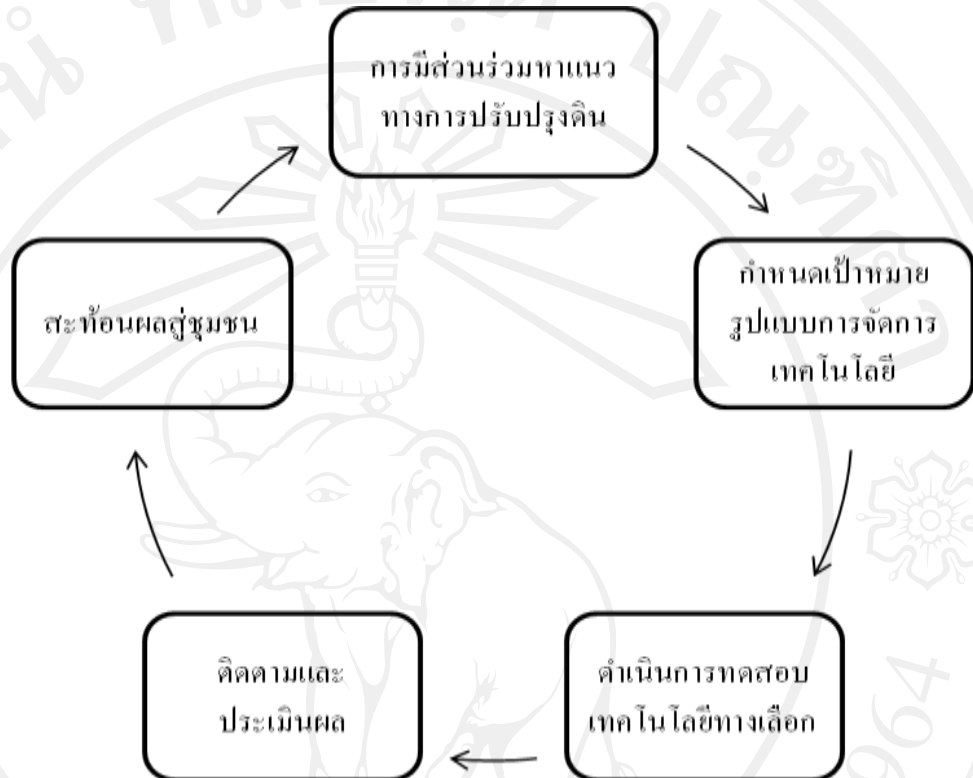 การมีส่วนร่วมหาแนว
ทางการปรับปรุงดิน
กำหนดเป้าหมาย
รูปแบบการจัดการ
เทคโนโลยี
ดำเนินการทดสอบ
เทคโนโลยีทางเลือก
ติดตามและ
ประเมินผล
สะท้อนผลสู่ชุมชน
964